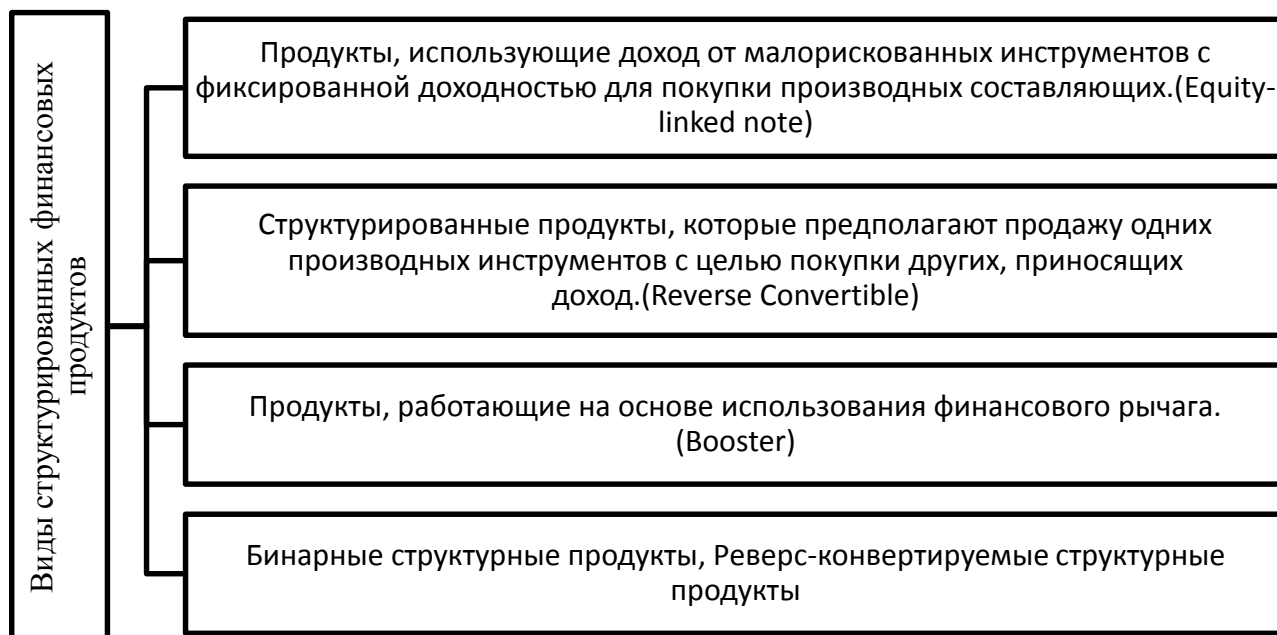 Виды структурированных финансовых
продуктов
Продукты, использующие доход от малорискованных инструментов с
фиксированной доходностью для покупки производных составляющих.(Equity-
linked note)
Структурированные продукты, которые предполагают продажу одних
производных инструментов с целью покупки других, приносящих
доход.(Reverse Convertible)
Продукты, работающие на основе использования финансового рычага.
(Booster)
Бинарные структурные продукты, Реверс-конвертируемые структурные
продукты